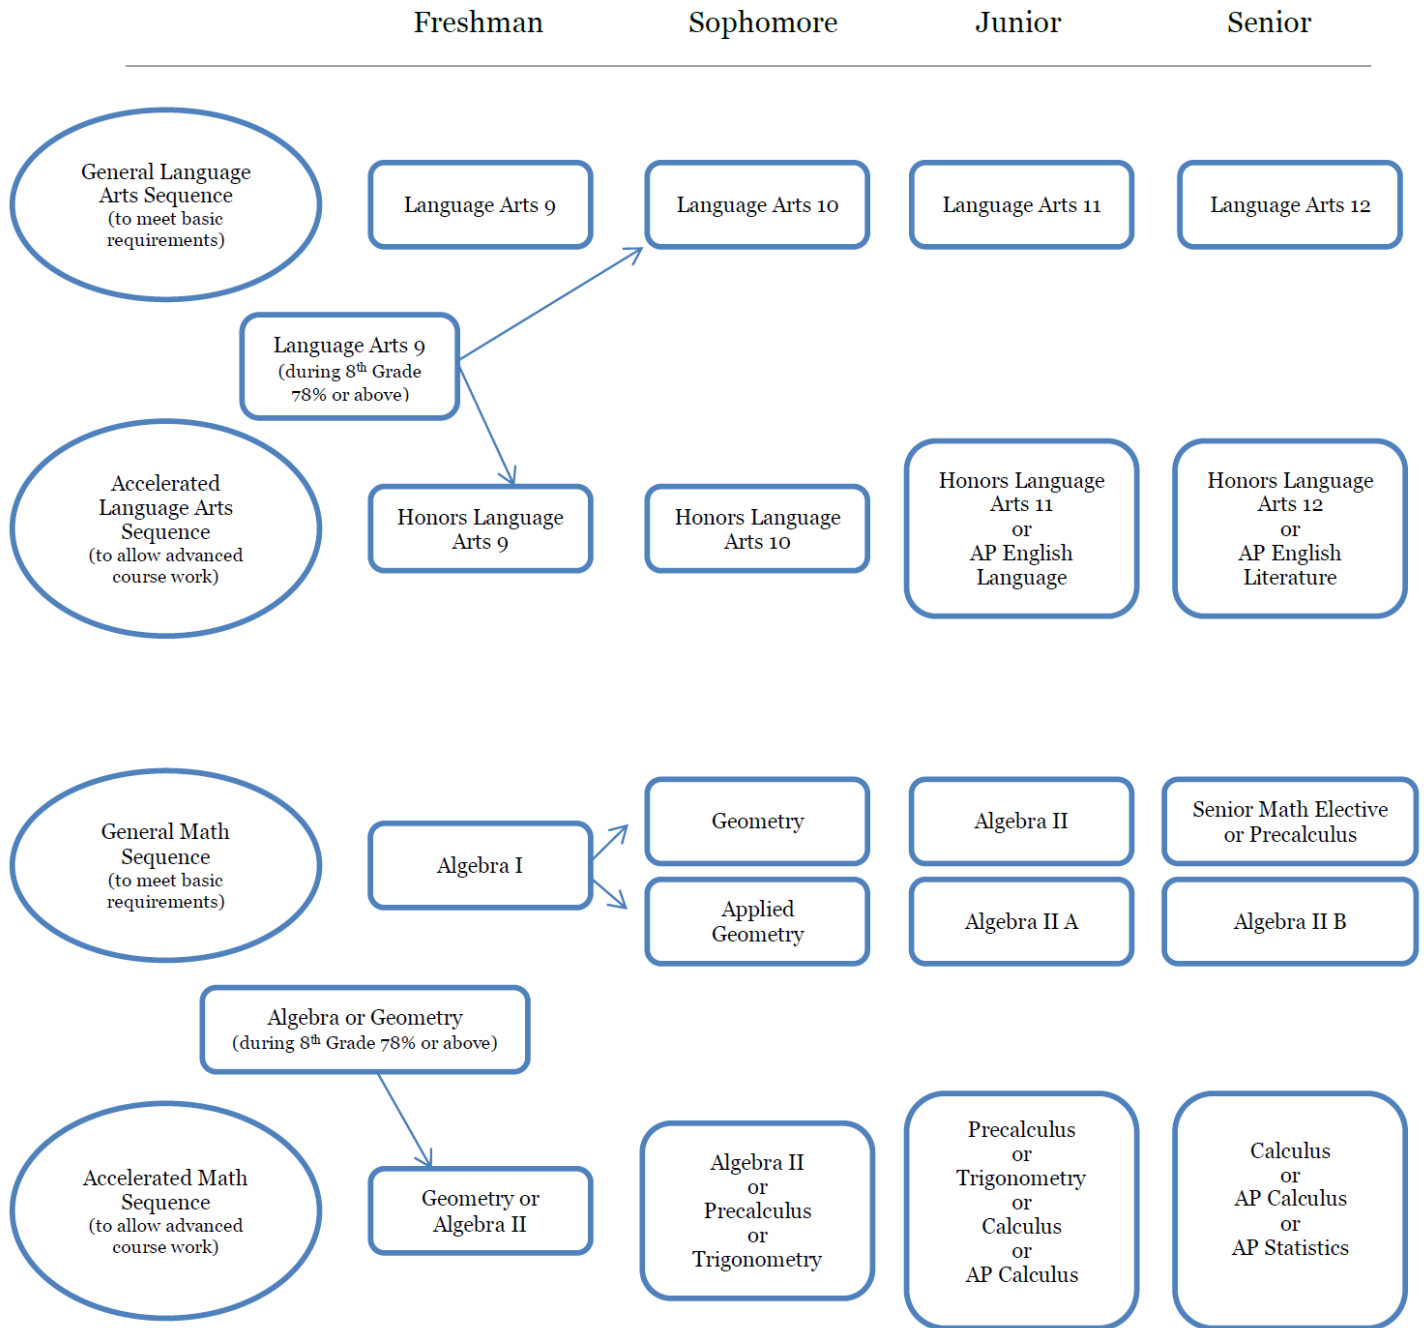 Freshman Sophomore Junior Senior
General Language
Arts Sequence
(to meet basic
requirements)
Language Arts 9
Language Arts 10
Language Arts 11
Language Arts 12
Language Arts 9
(during 8th Grade
78% or above)
Accelerated
Language Arts
Sequence
(to allow advanced
course work)
Honors Language
Arts 9
Honors Language
Arts 10
Honors Language
Arts 11
or
AP English
Language
Honors Language
Arts 12
or
AP English
Literature
General Math
Sequence
(to meet basic
requirements)
Algebra I
Geometry
Algebra II
Senior Math Elective
or Precalculus
Applied
Geometry
Algebra II A
Algebra II B
Algebra or Geometry
(during 8th Grade 78% or above)
Accelerated Math
Sequence
(to allow advanced
course work)
Geometry or
Algebra II
Algebra II
or
Precalculus
or
Trigonometry
Precalculus
or
Trigonometry
or
Calculus
or
AP Calculus
Calculus
or
AP Calculus
or
AP Statistics